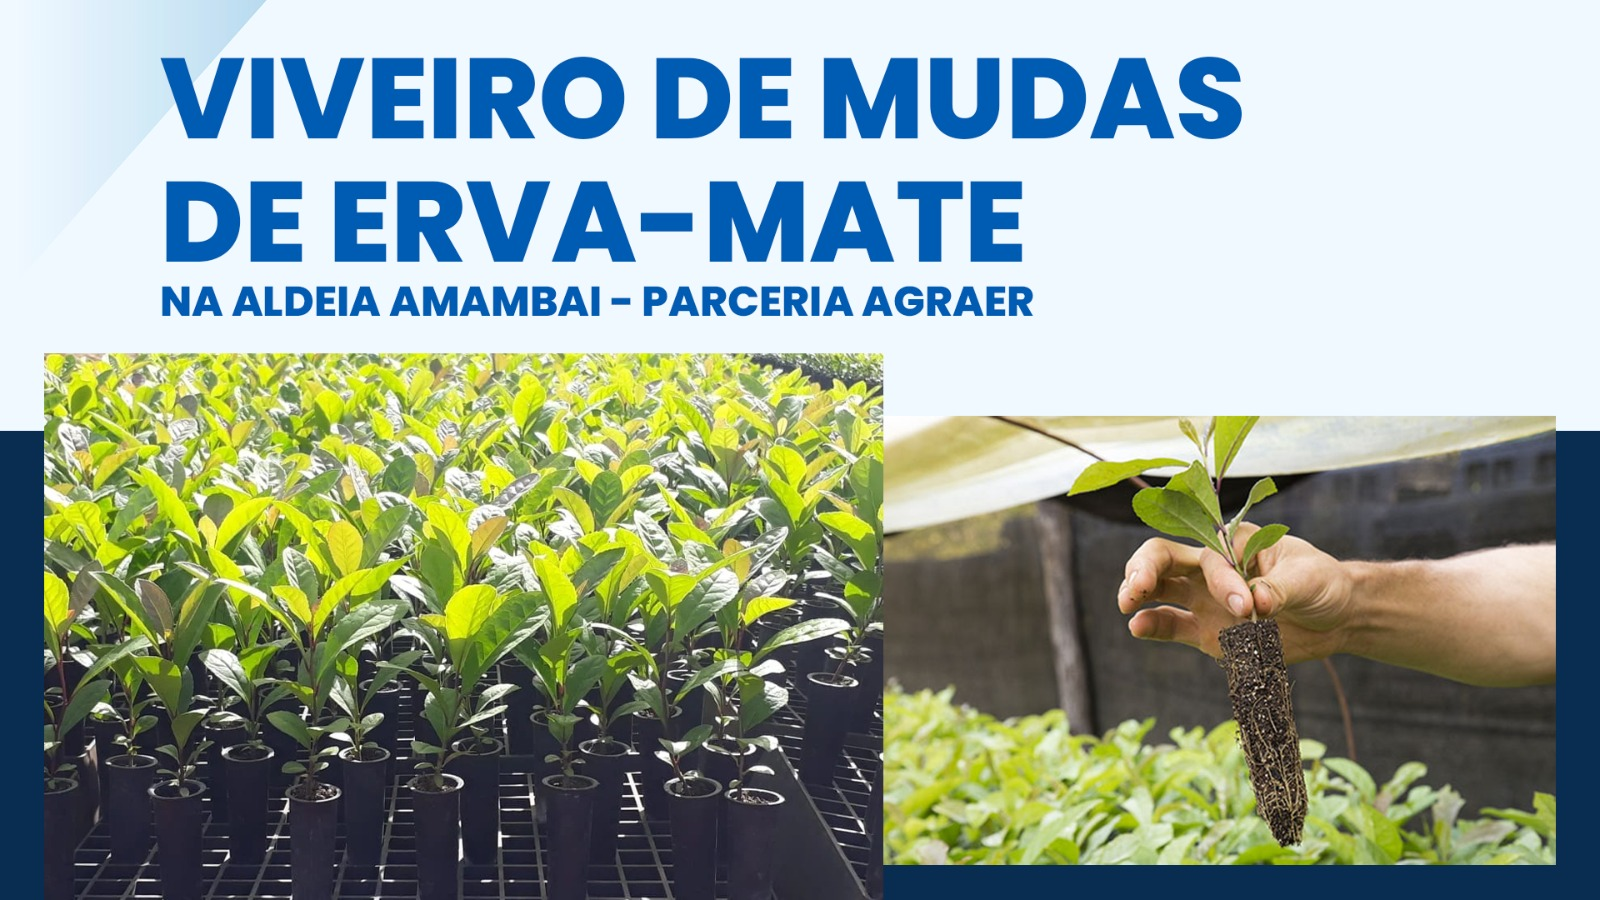 VIVEIRO DE MUDAS
DE ERVA-MATE
NA ALDEIA AMAMBAI - PARCERIA AGRAER